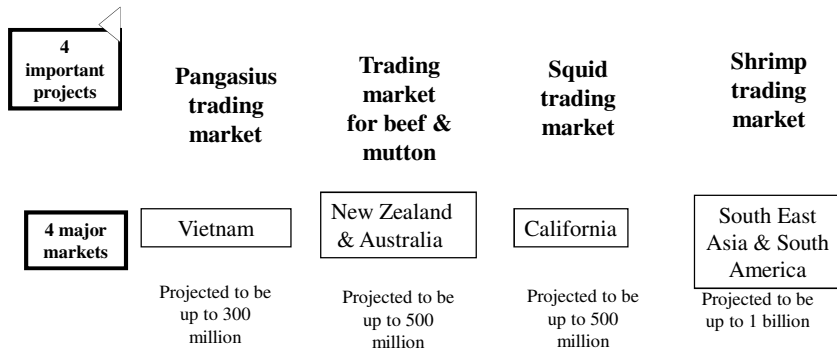 4
important
projects
Pangasius
trading
market
Trading
market
for beef &
mutton
Squid
trading
market
Shrimp
trading
market
4 major
markets
Vietnam
New Zealand
& Australia
California
South East
Asia & South
America
Projected to be
up to 300
million
Projected to be
up to 500
million
Projected to be
up to 500
million
Projected to be
up to 1 billion